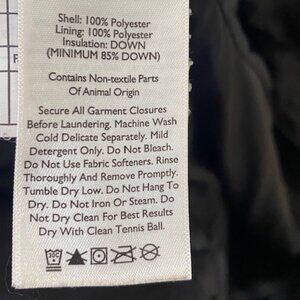 Shell: 100% Polyester
Lining: 100% Polyester
Insulation: DOWN
(MINIMUM 85% DOWN)
Contains Non-textile Parts
Of Animal Origin
Secure All Garment Closures
Before Laundering. Machine Wash
Cold Delicate Separately. Mild
Detergent Only. Do Not Bleach.
Do Not Use Fabric Softeners. Rinse
Thoroughly And Remove Promptly.
Tumble Dry Low. Do Not Hang To
Dry. Do Not Iron Or Steam. Do
Not Dry Clean For Best Results
Dry With Clean Tennis Ball.
30C